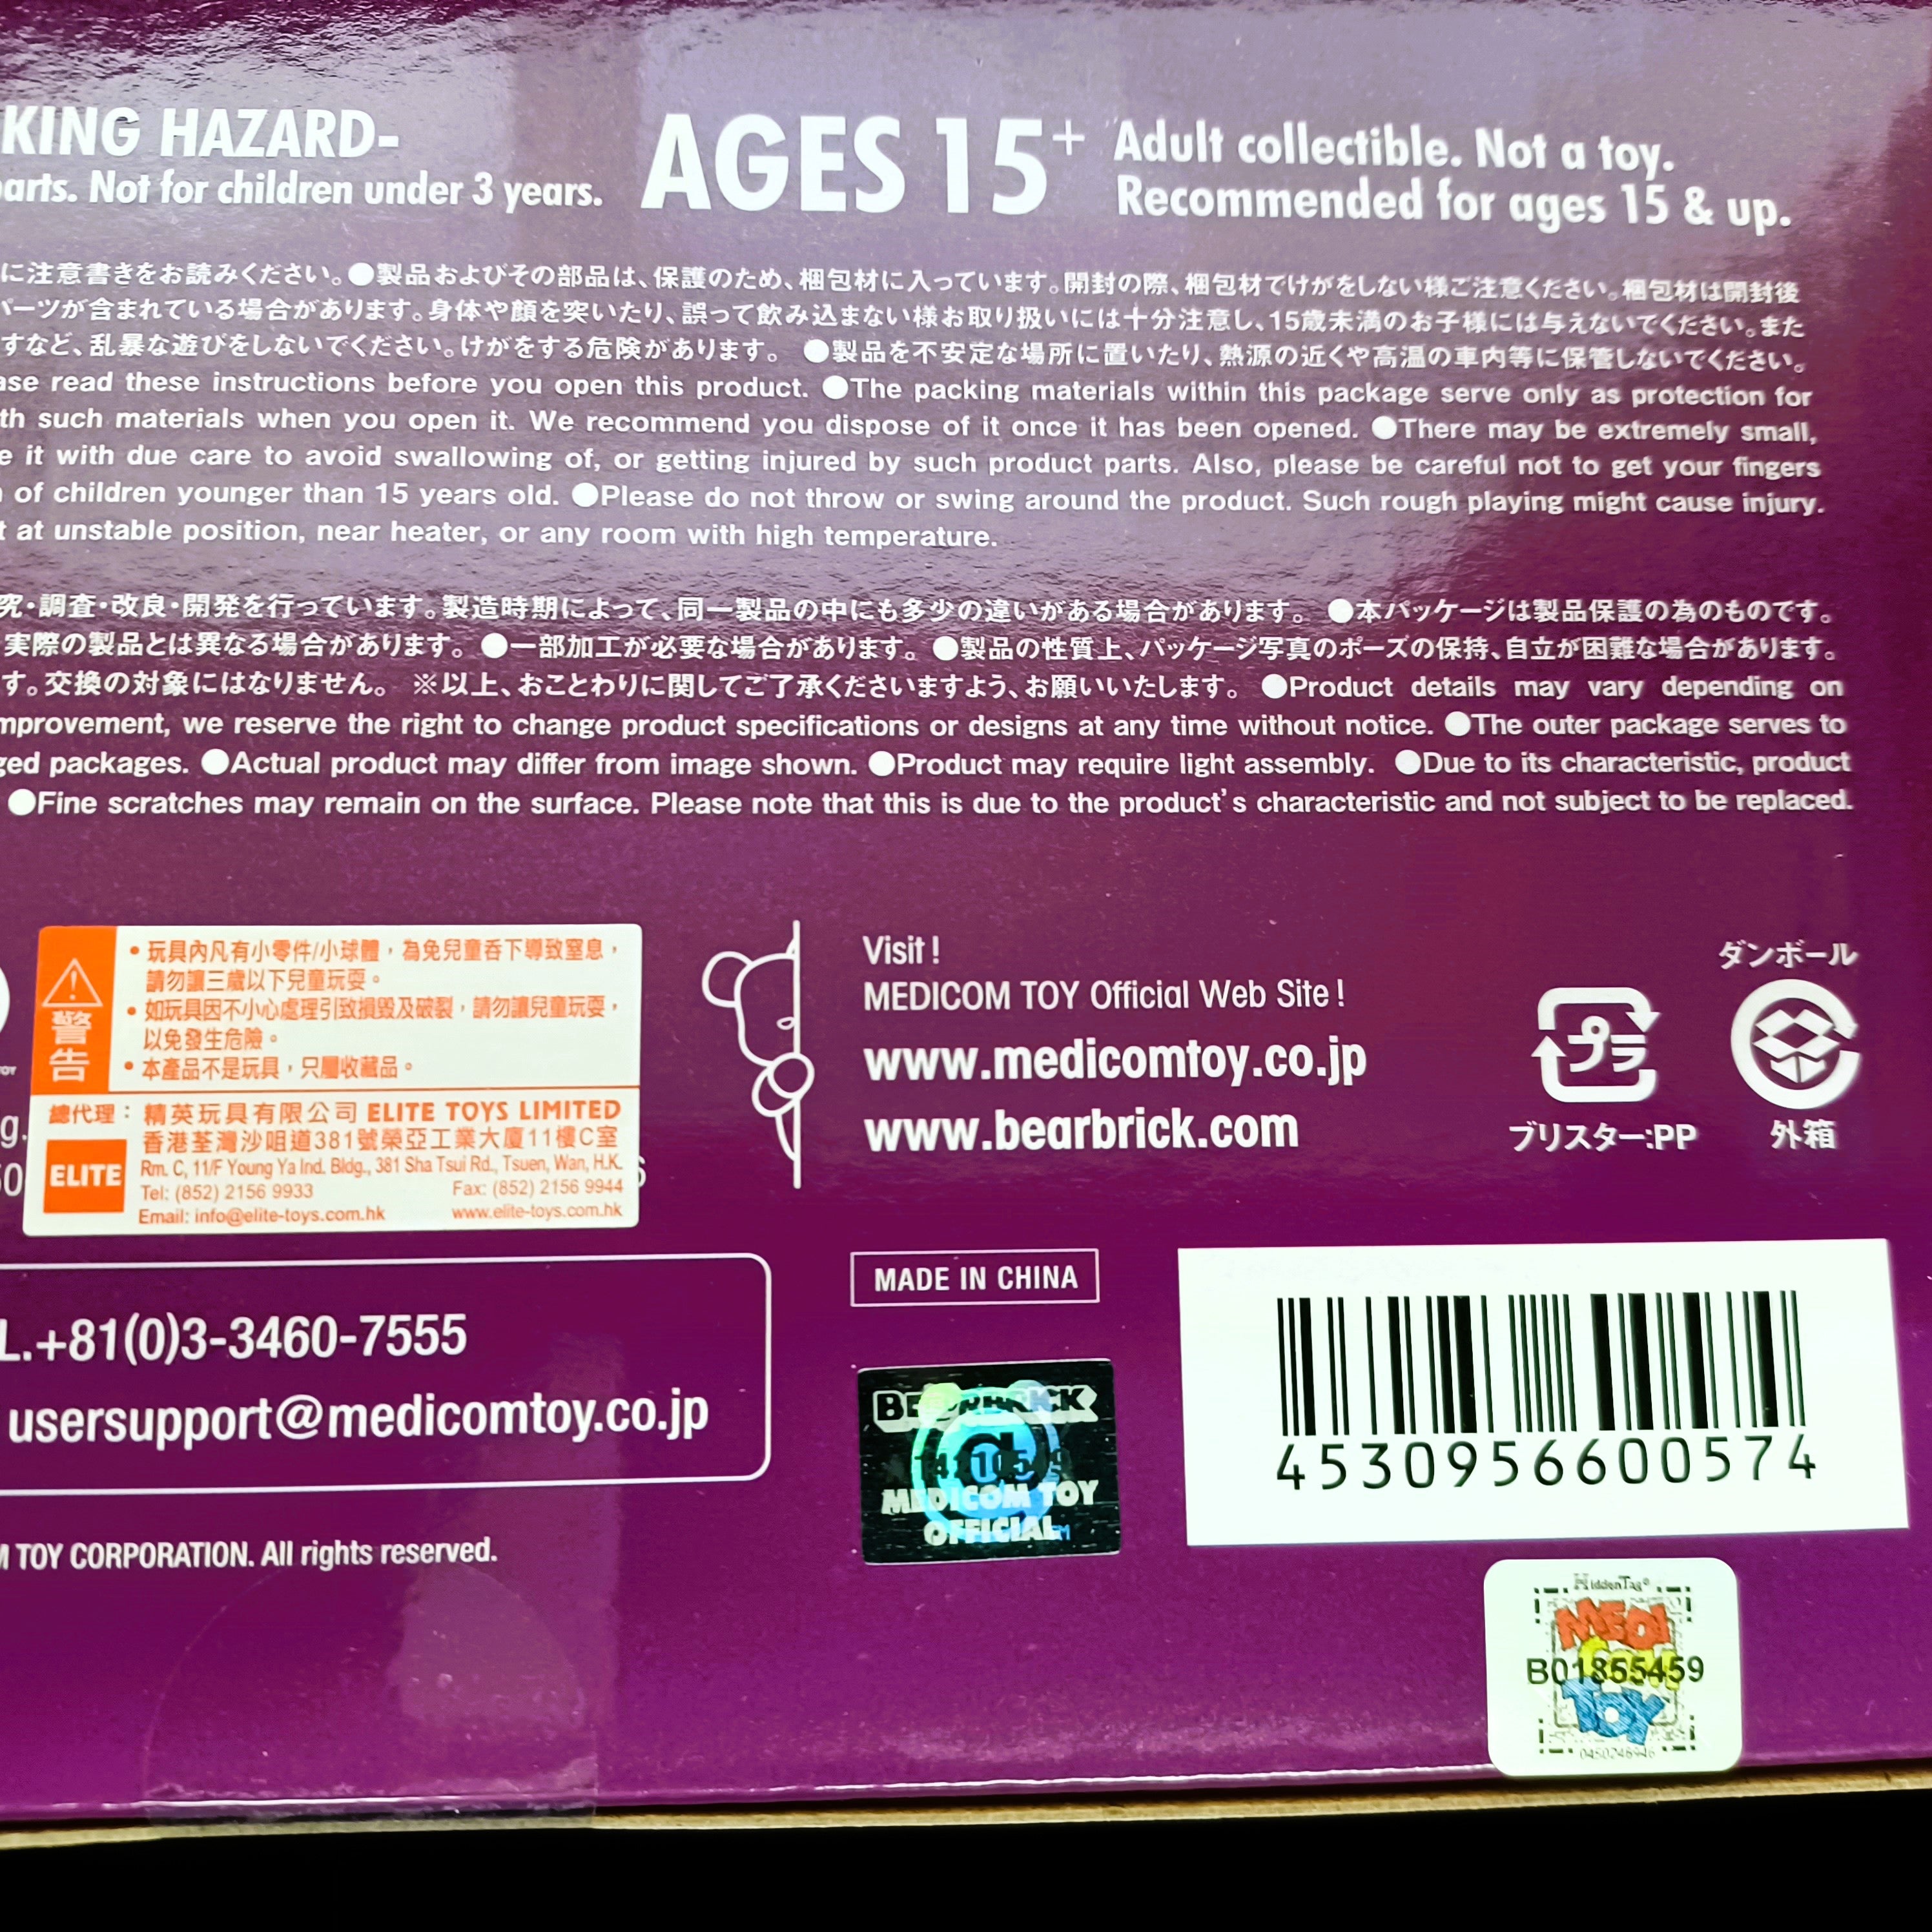 KING HAZARD-
arts. Not for children under 3 years.
AGES 15+
Adult collectible. Not a toy.
Recommended for ages 15 & up.
に注意書きをお読みください。●製品およびその部品は、保護のため、梱包材に入っています。開封の際、梱包材でけがをしない様ご注意ください。梱包材は開封後
パーツが含まれている場合があります。身体や顔を突いたり、誤って飲み込まない様お取り扱いには十分注意し、15歳未満のお子様には与えないでください。また
すなど、乱暴な遊びをしないでください。けがをする危険があります。 ●製品を不安定な場所に置いたり、熱源の近くや高温の車内等に保管しないでください。
ase read these instructions before you open this product. ●The packing materials within this package serve only as protection for
th such materials when you open it. We recommend you dispose of it once it has been opened. ●There may be extremely small,
e it with due care to avoid swallowing of, or getting injured by such product parts. Also, please be careful not to get your fingers
of children younger than 15 years old. ●Please do not throw or swing around the product. Such rough playing might cause injury.
t at unstable position, near heater, or any room with high temperature.
究・調査・改良・開発を行っています。製造時期によって、同一製品の中にも多少の違いがある場合があります。 ●本パッケージは製品保護の為のものです。
実際の製品とは異なる場合があります。 ●一部加工が必要な場合があります。 ●製品の性質上、パッケージ写真のポーズの保持、自立が困難な場合があります。
す。交換の対象にはなりません。 ※以上、おことわりに関してご了承くださいますよう、お願いいたします。 ●Product details may vary depending on
mprovement, we reserve the right to change product specifications or designs at any time without notice. ●The outer package serves to
ged packages. ●Actual product may differ from image shown. ●Product may require light assembly. ●Due to its characteristic, product
●Fine scratches may remain on the surface. Please note that this is due to the product's characteristic and not subject to be replaced.
警告
• 玩具內凡有小零件/小球體，為免兒童吞下導致窒息，
請勿讓三歲以下兒童玩耍。
• 如玩具因不小心處理引致損毀及破裂，請勿讓兒童玩耍，
以免發生危險。
• 本產品不是玩具，只屬收藏品。
總代理： 精英玩具有限公司 ELITE TOYS LIMITED
香港荃灣沙咀道381號榮亞工業大廈11樓C室
ELITE
Rm. C, 11/F Young Ya Ind. Bldg., 381 Sha Tsui Rd., Tsuen, Wan, H.K.
Tel: (852) 2156 9933 Fax: (852) 2156 9944
Email: info@elite-toys.com.hk www.elite-toys.com.hk
Visit !
MEDICOM TOY Official Web Site !
www.medicomtoy.co.jp
www.bearbrick.com
プラ
ブリスター:PP
ダンボール
外箱
L.+81(0)3-3460-7555
usersupport@medicomtoy.co.jp
MADE IN CHINA
BE@RBRICK
MEDICOM TOY
OFFICIAL
4530956600574
M TOY CORPORATION. All rights reserved.
HiddenTag
MEDI
COM
TOY
B01855459
0450248946